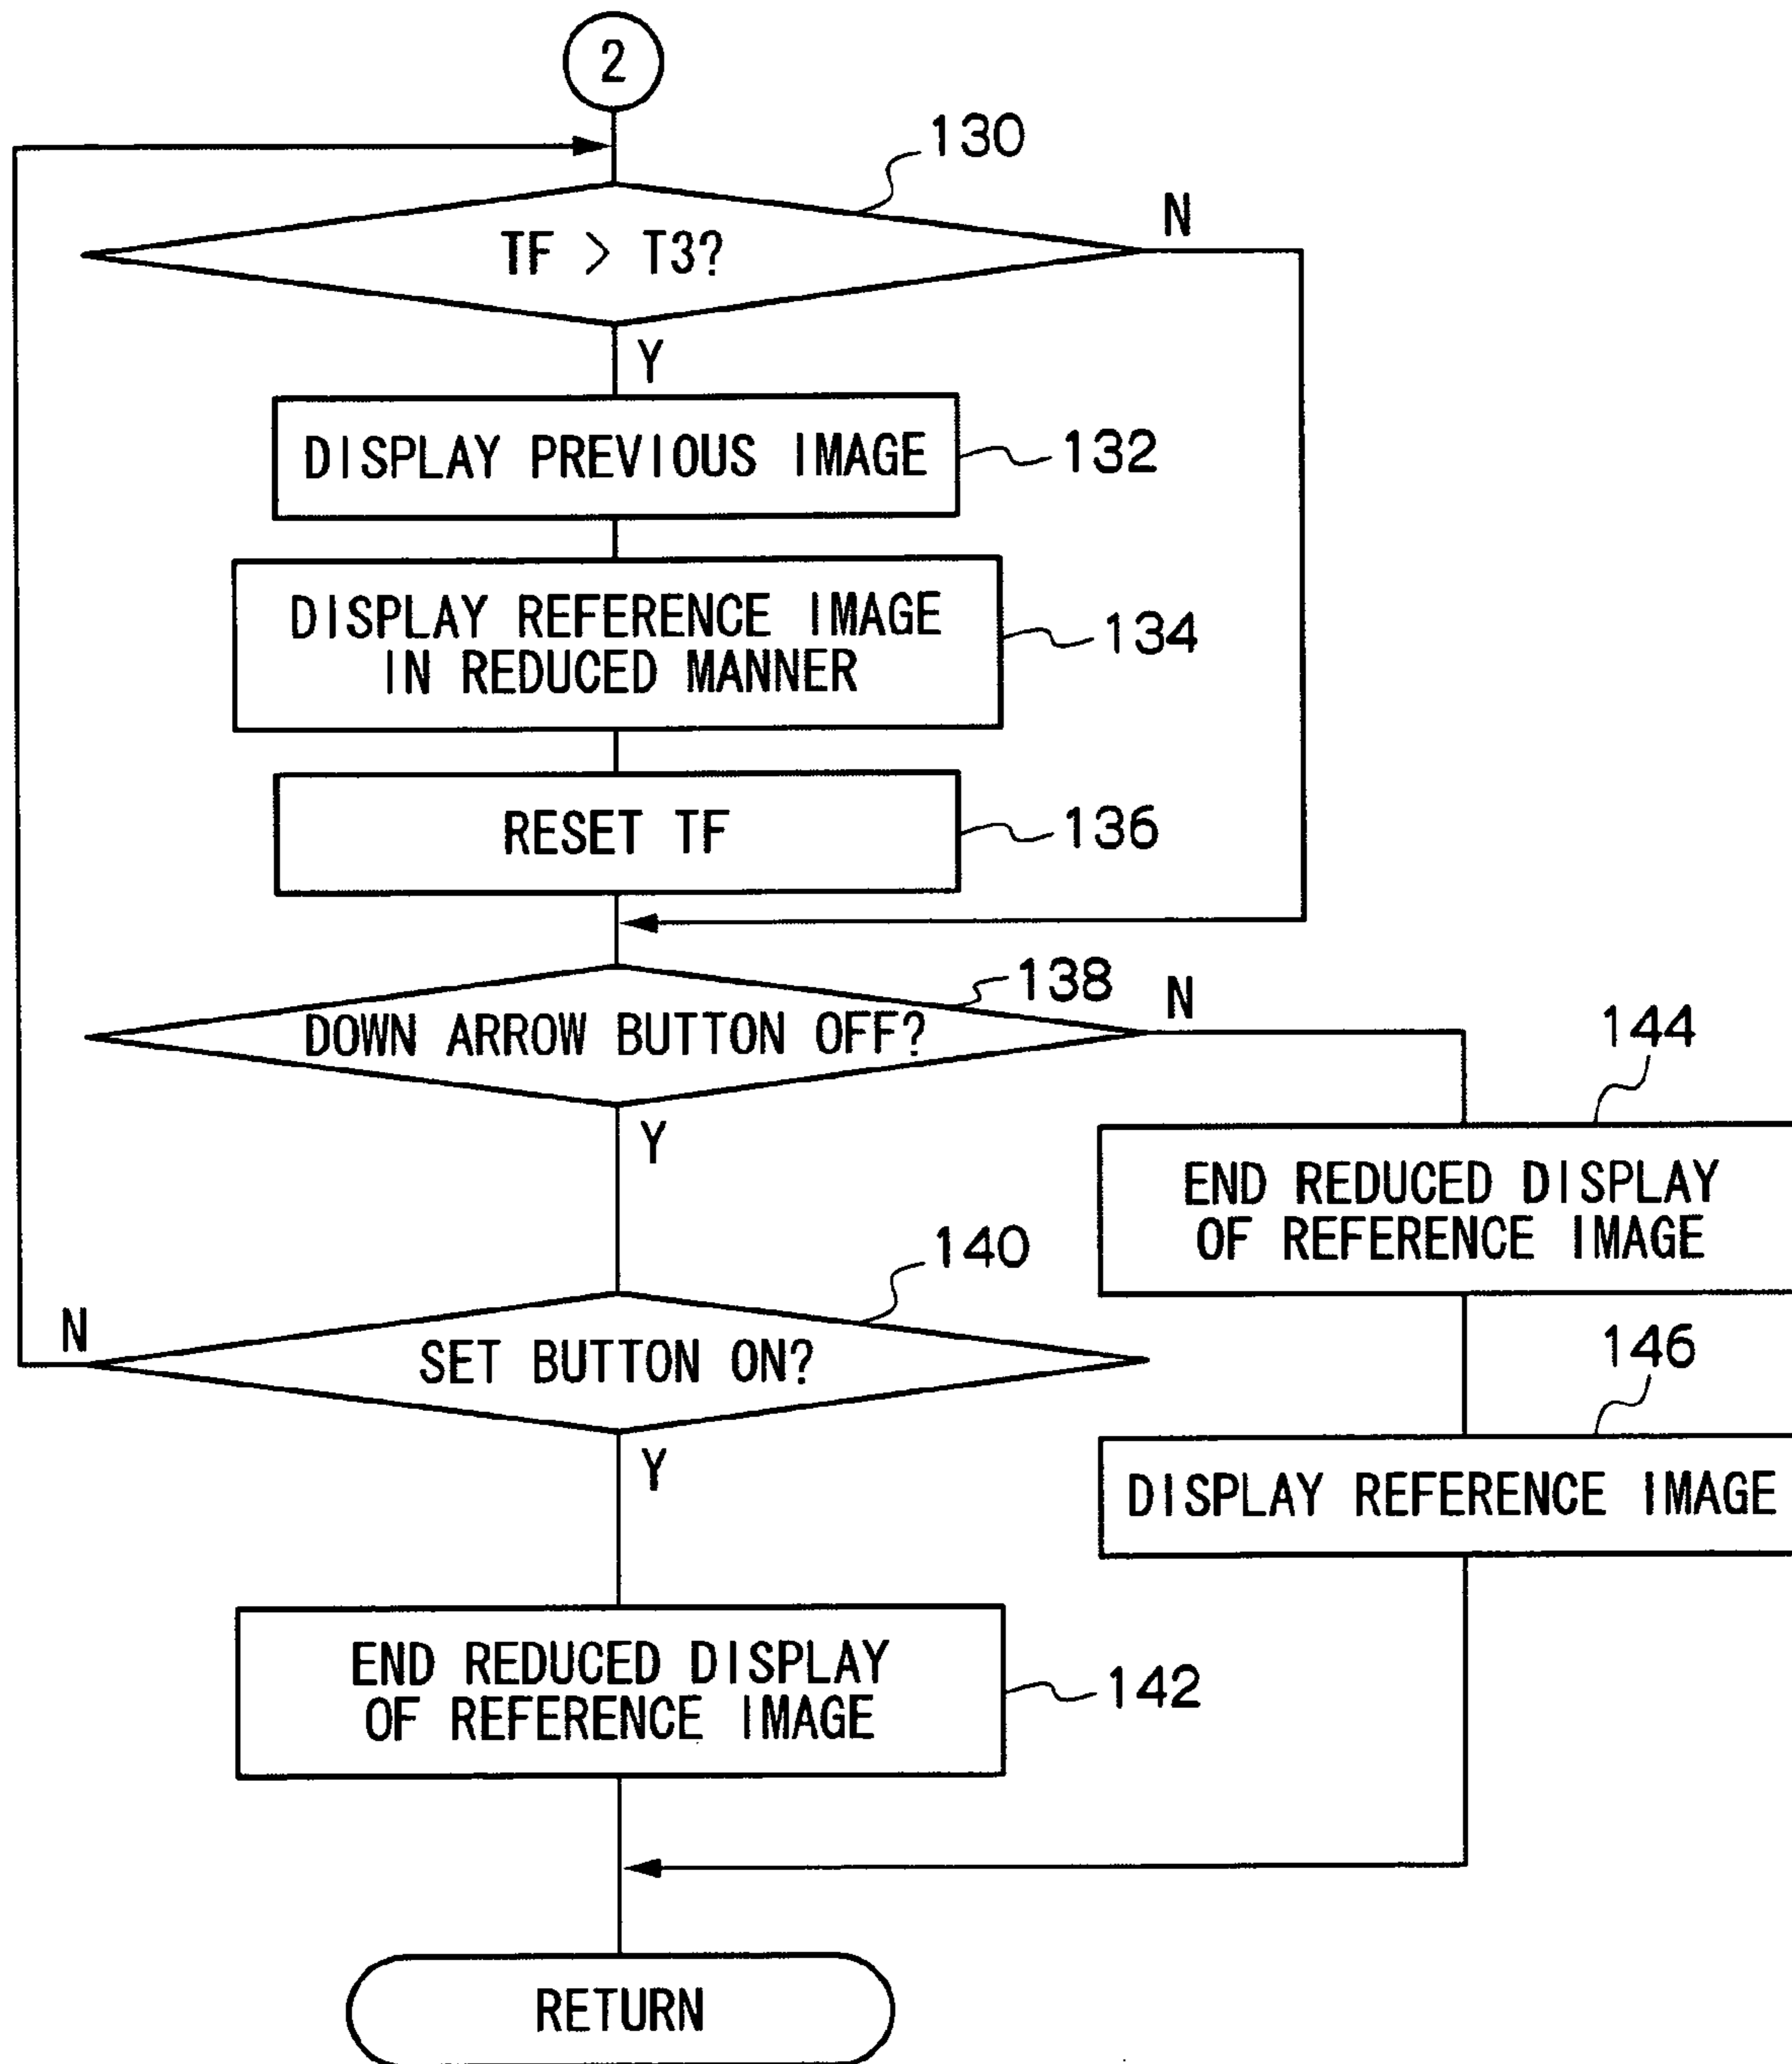 2
130
TF > T3?
N
Y
DISPLAY PREVIOUS IMAGE
132
DISPLAY REFERENCE IMAGE
IN REDUCED MANNER
134
RESET TF
136
138
DOWN ARROW BUTTON OFF?
N
Y
144
END REDUCED DISPLAY
OF REFERENCE IMAGE
140
SET BUTTON ON?
N
Y
146
DISPLAY REFERENCE IMAGE
END REDUCED DISPLAY
OF REFERENCE IMAGE
142
RETURN